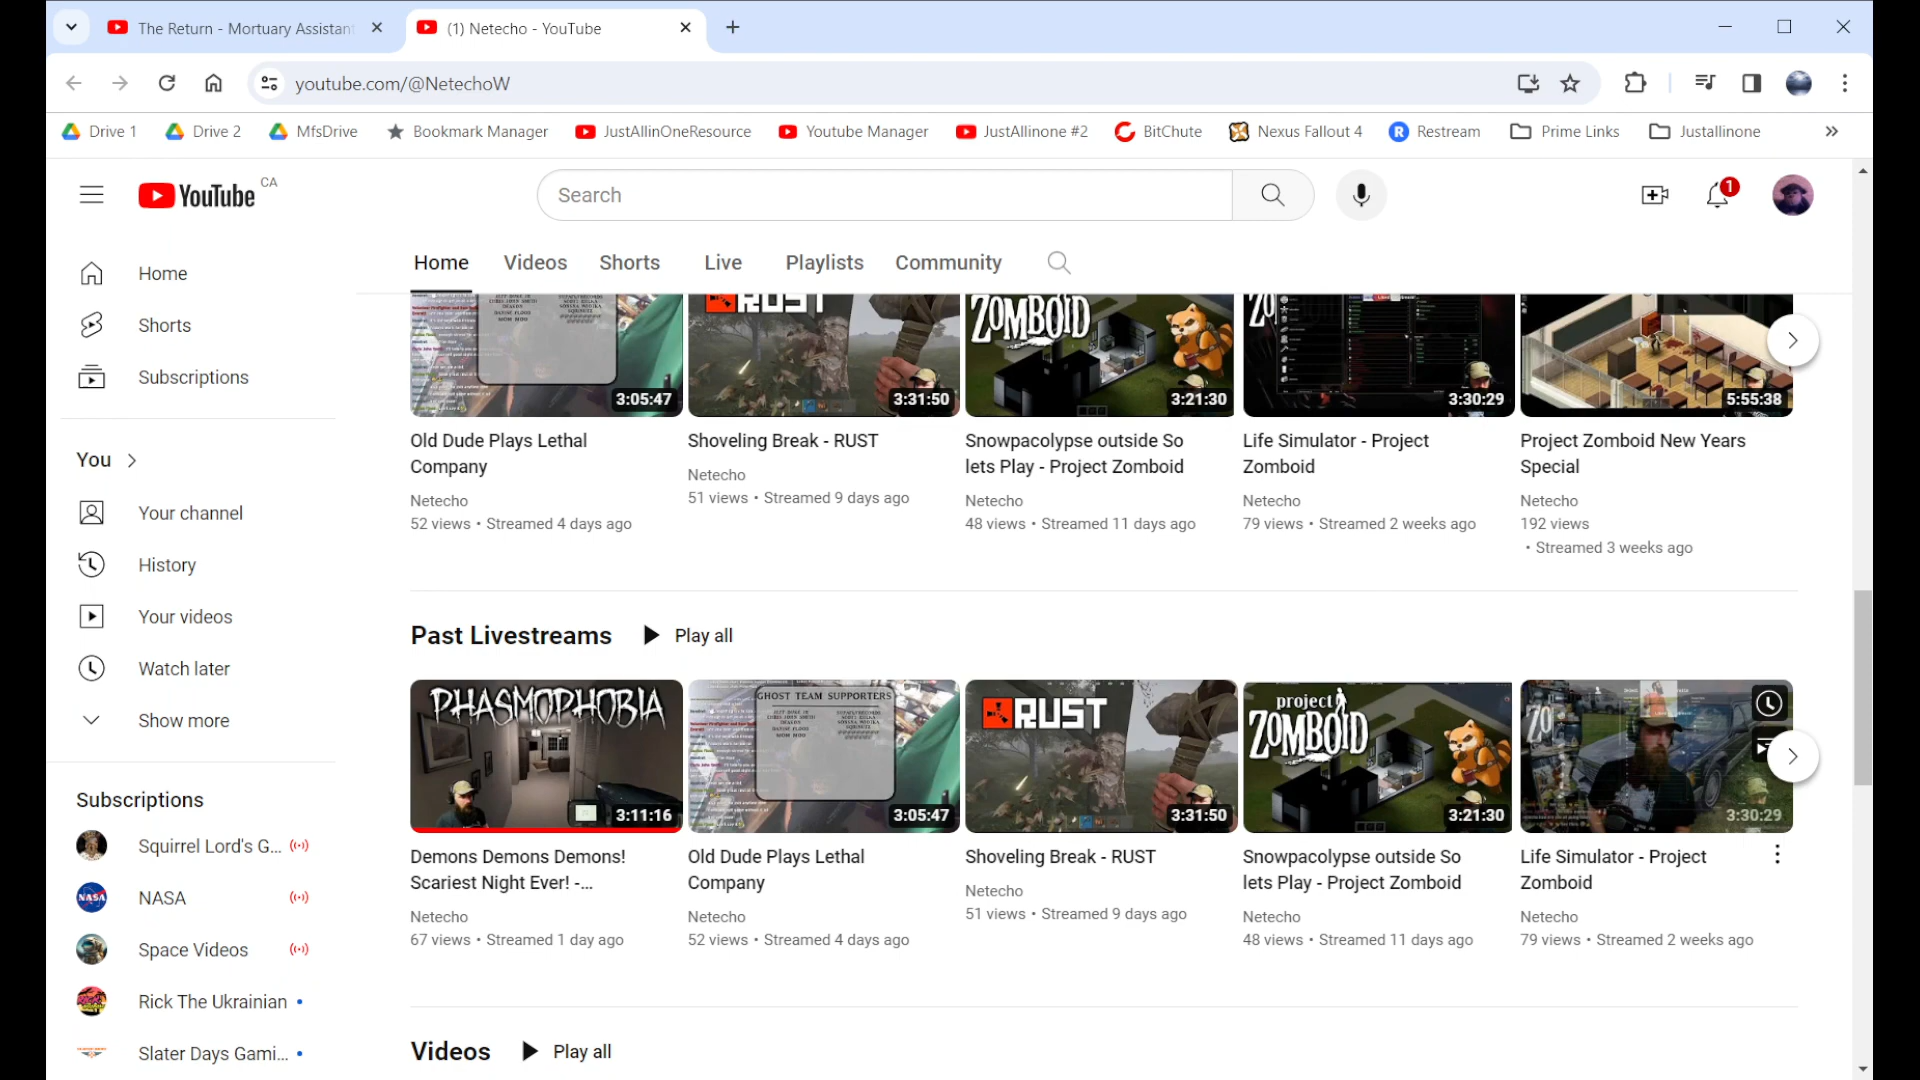 The Return - Mortuary Assistant
(1) Netecho - YouTube
youtube.com/@NetechoW
Drive 1
Drive 2
MfsDrive
Bookmark Manager
JustAllinOneResource
Youtube Manager
JustAllinone #2
BitChute
Nexus Fallout 4
Restream
Prime Links
Justallinone
YouTube CA
Search
1
Home
Shorts
Subscriptions
You
Your channel
History
Your videos
Watch later
Show more
Subscriptions
Squirrel Lord's G...
NASA
Space Videos
Rick The Ukrainian
Slater Days Gami...
Home
Videos
Shorts
Live
Playlists
Community
3:05:47
Old Dude Plays Lethal
Company
Netecho
52 views • Streamed 4 days ago
RUST
3:31:50
Shoveling Break - RUST
Netecho
51 views • Streamed 9 days ago
ZOMBOID
3:21:30
Snowpacolypse outside So
lets Play - Project Zomboid
Netecho
48 views • Streamed 11 days ago
ZO
3:30:29
Life Simulator - Project
Zomboid
Netecho
79 views • Streamed 2 weeks ago
5:55:38
Project Zomboid New Years
Special
Netecho
192 views
• Streamed 3 weeks ago
Past Livestreams
Play all
PHASMOPHOBIA
3:11:16
Demons Demons Demons!
Scariest Night Ever! -...
Netecho
67 views • Streamed 1 day ago
GHOST TEAM SUPPORTERS
3:05:47
Old Dude Plays Lethal
Company
Netecho
52 views • Streamed 4 days ago
RUST
3:31:50
Shoveling Break - RUST
Netecho
51 views • Streamed 9 days ago
project
ZOMBOID
3:21:30
Snowpacolypse outside So
lets Play - Project Zomboid
Netecho
48 views • Streamed 11 days ago
ZO
3:30:29
Life Simulator - Project
Zomboid
Netecho
79 views • Streamed 2 weeks ago
Videos
Play all